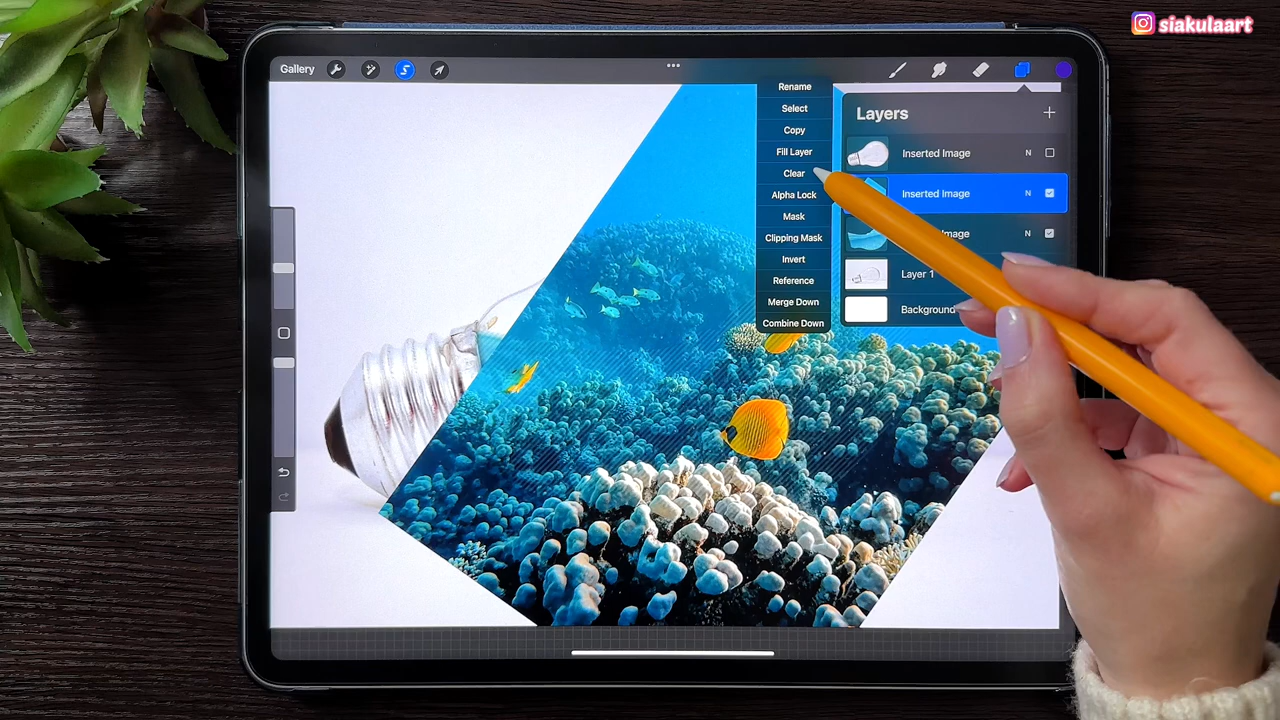 siakulaart
Gallery
Rename
Select
Copy
Fill Layer
Clear
Alpha Lock
Mask
Clipping Mask
Invert
Reference
Merge Down
Combine Down
Layers
Inserted Image N
Inserted Image N
Image N
Layer 1
Background